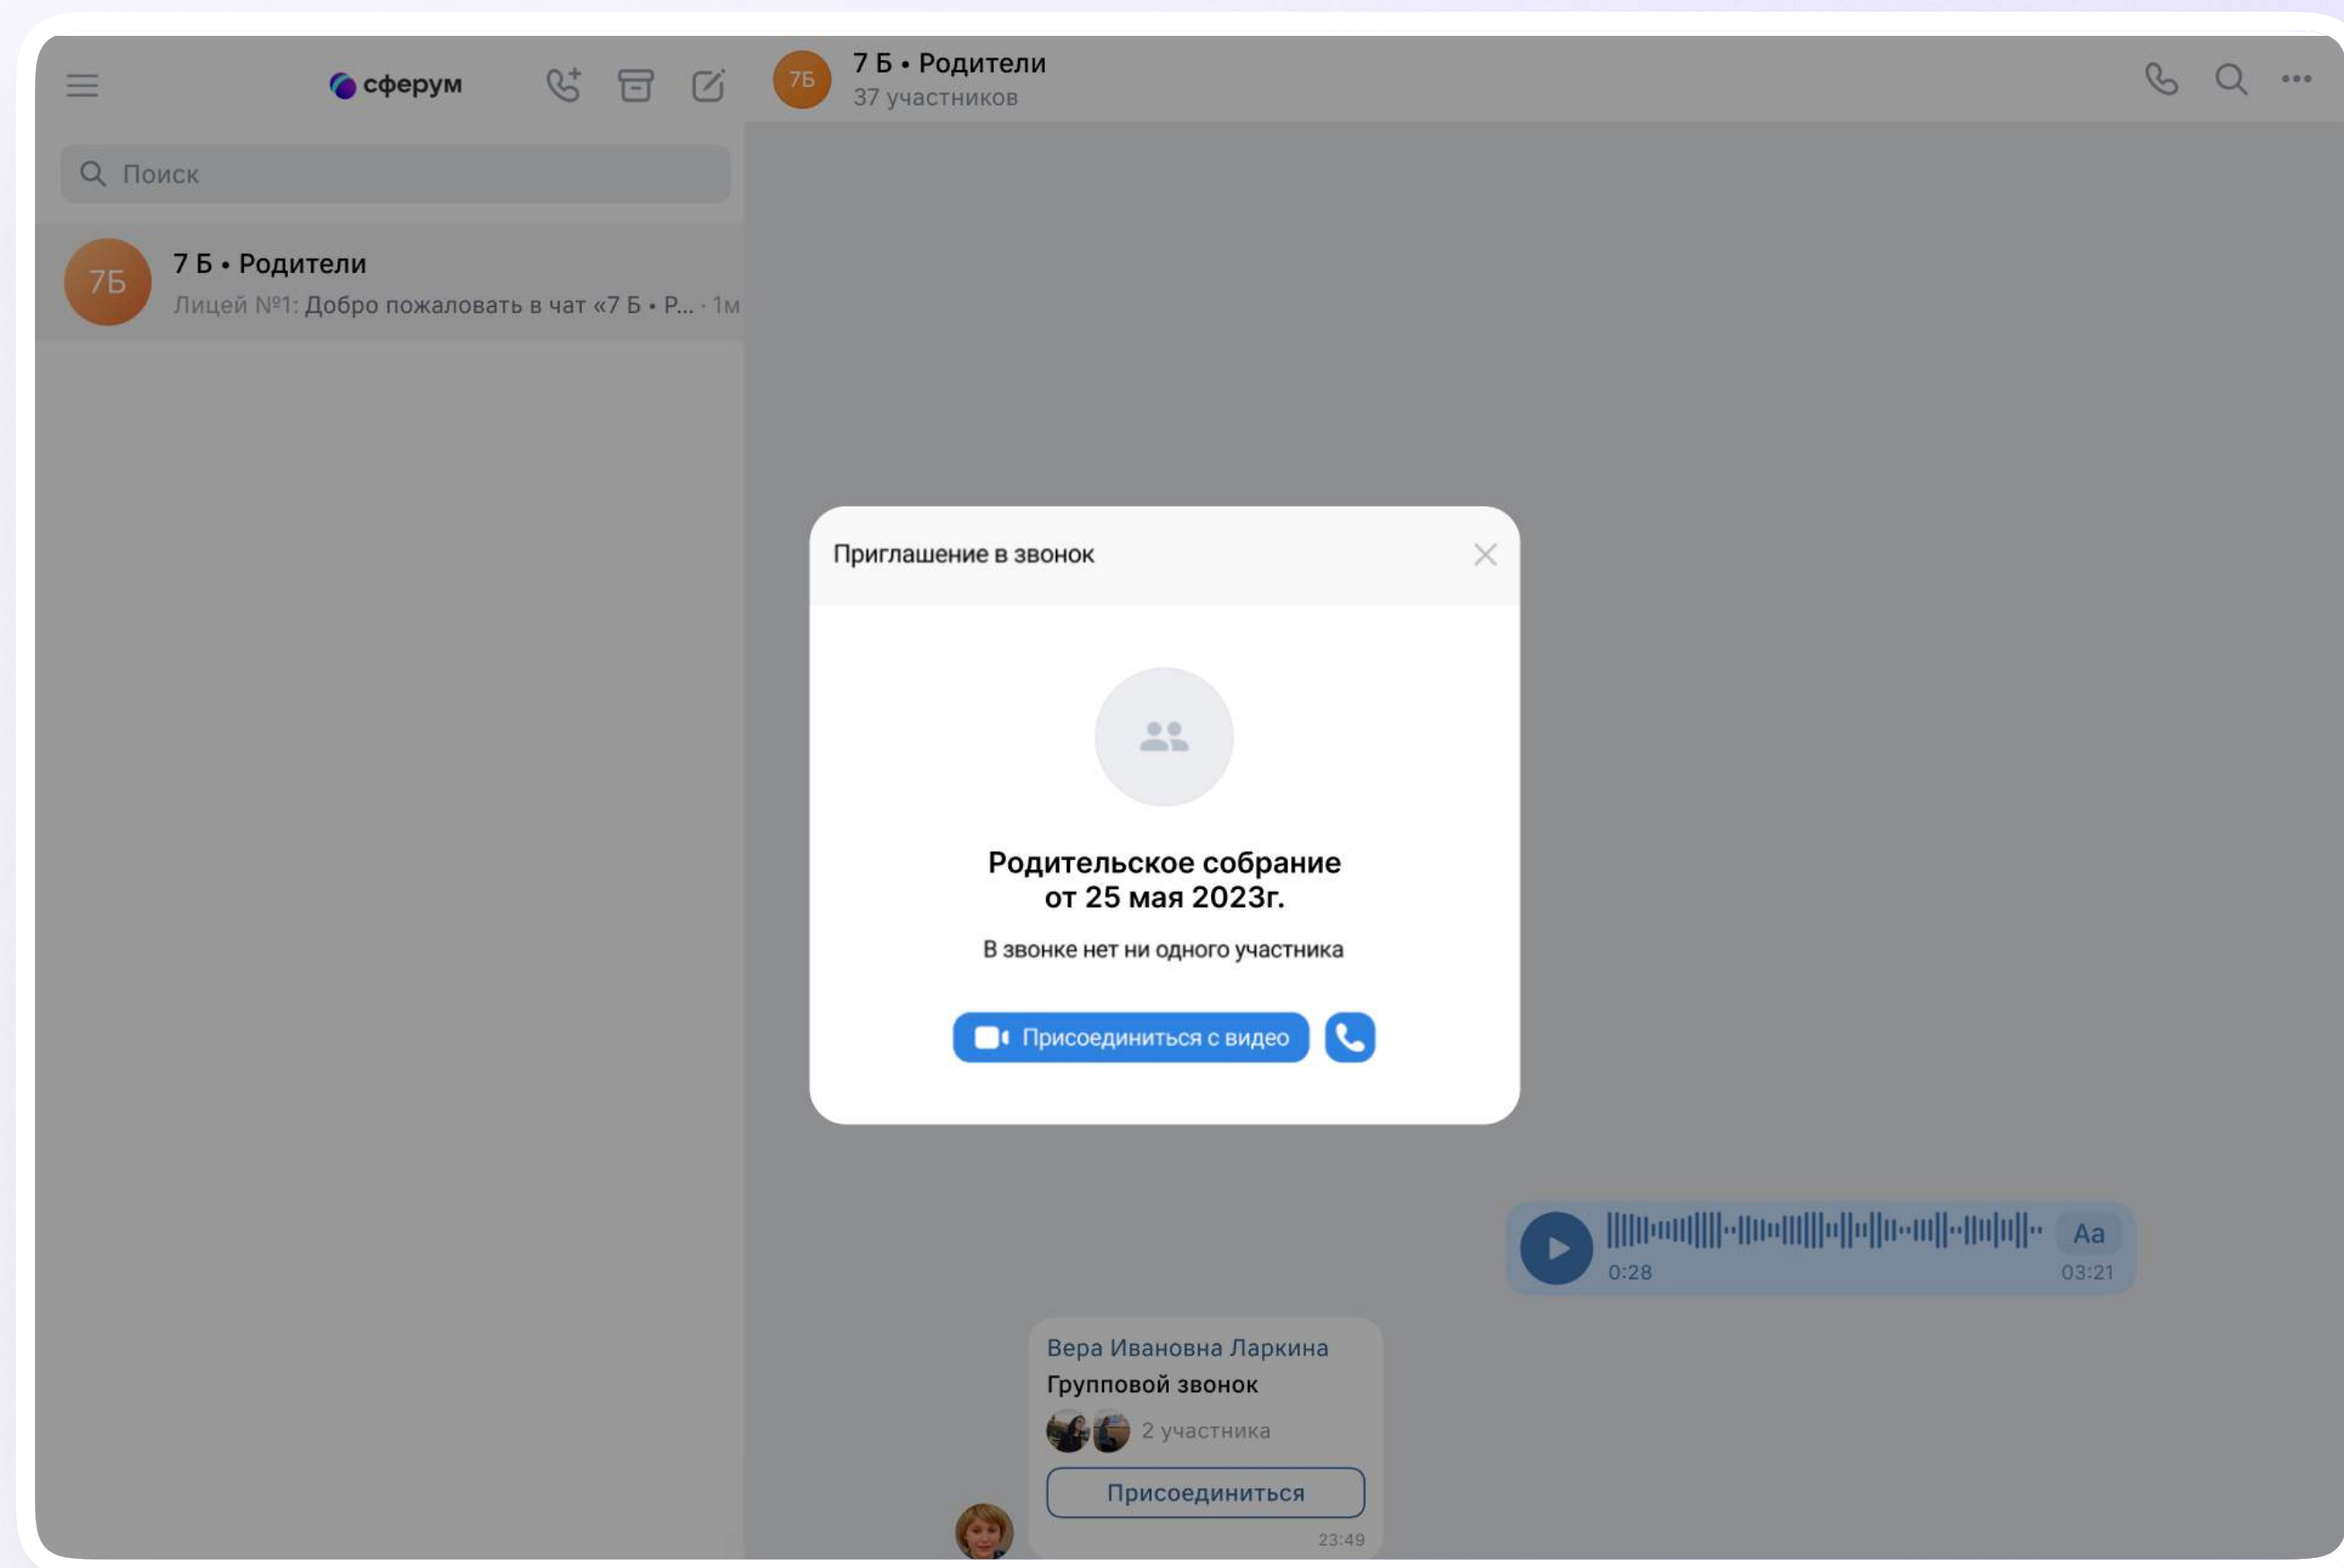 сферум
Поиск
7Б
7 Б • Родители
Лицей №1: Добро пожаловать в чат «7 Б • Р... · 1м
7Б
7 Б • Родители
37 участников
Приглашение в звонок
Родительское собрание
от 25 мая 2023г.
В звонке нет ни одного участника
Присоединиться с видео
Aa
0:28
03:21
Вера Ивановна Ларкина
Групповой звонок
2 участника
Присоединиться
23:49